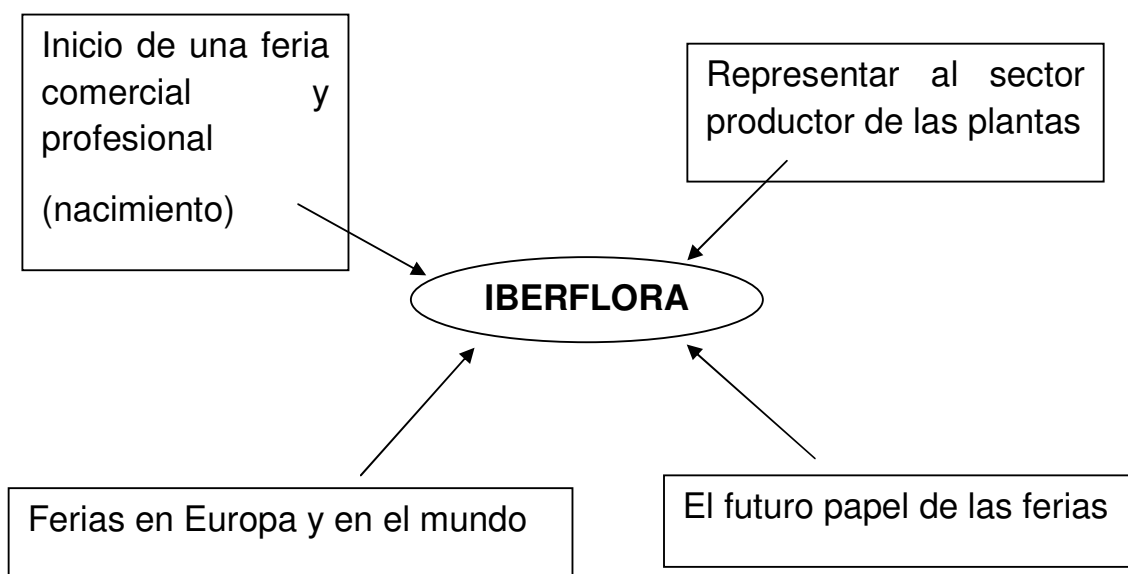 Inicio de una feria
comercial y
profesional
(nacimiento)
Representar al sector
productor de las plantas
IBERFLORA
Ferias en Europa y en el mundo
El futuro papel de las ferias